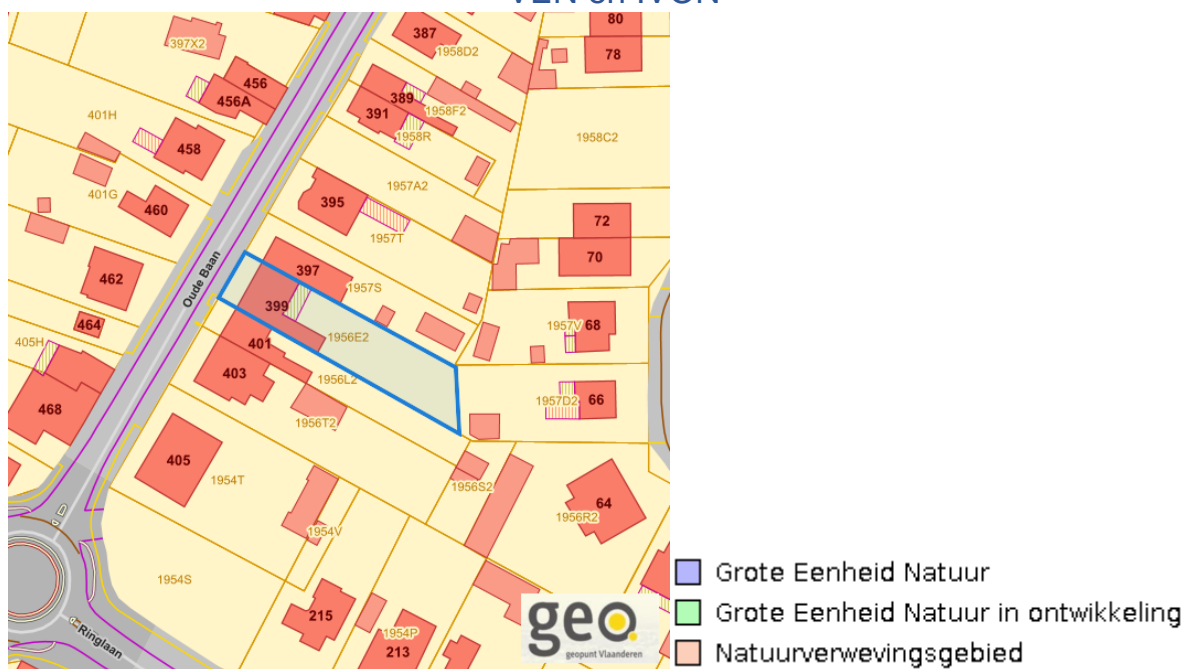 VEN en IVON
80
387
397X2
1958D2
78
456
456A
389
391
1958F2
401H
1958R
1958C2
458
1957A2
401G
395
460
72
1957T
70
Oude Baan
462
397
1957S
399
464
1957V
68
1956E2
405H
401
403
1956L2
468
1957D2
66
1956T2
405
1954T
1956S2
64
1956R2
1954V
1954S
215
1954P
213
Ringlaan
geo
geopunt Vlaanderen
Grote Eenheid Natuur
Grote Eenheid Natuur in ontwikkeling
Natuurverwevingsgebied